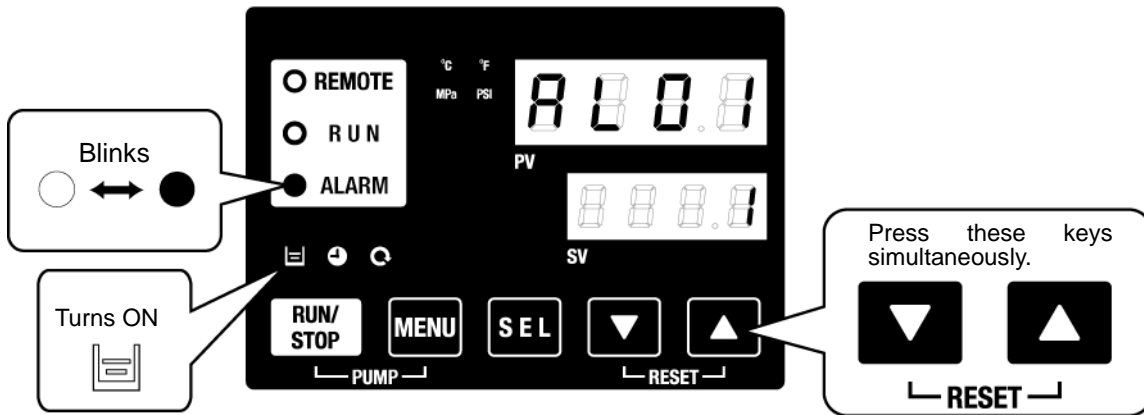 Blinks
Turns ON
REMOTE
RUN
ALARM
°C °F
MPa PSI
AL01
PV
1
SV
RUN/
STOP
MENU
SEL
PUMP
RESET
Press these keys
simultaneously.
RESET